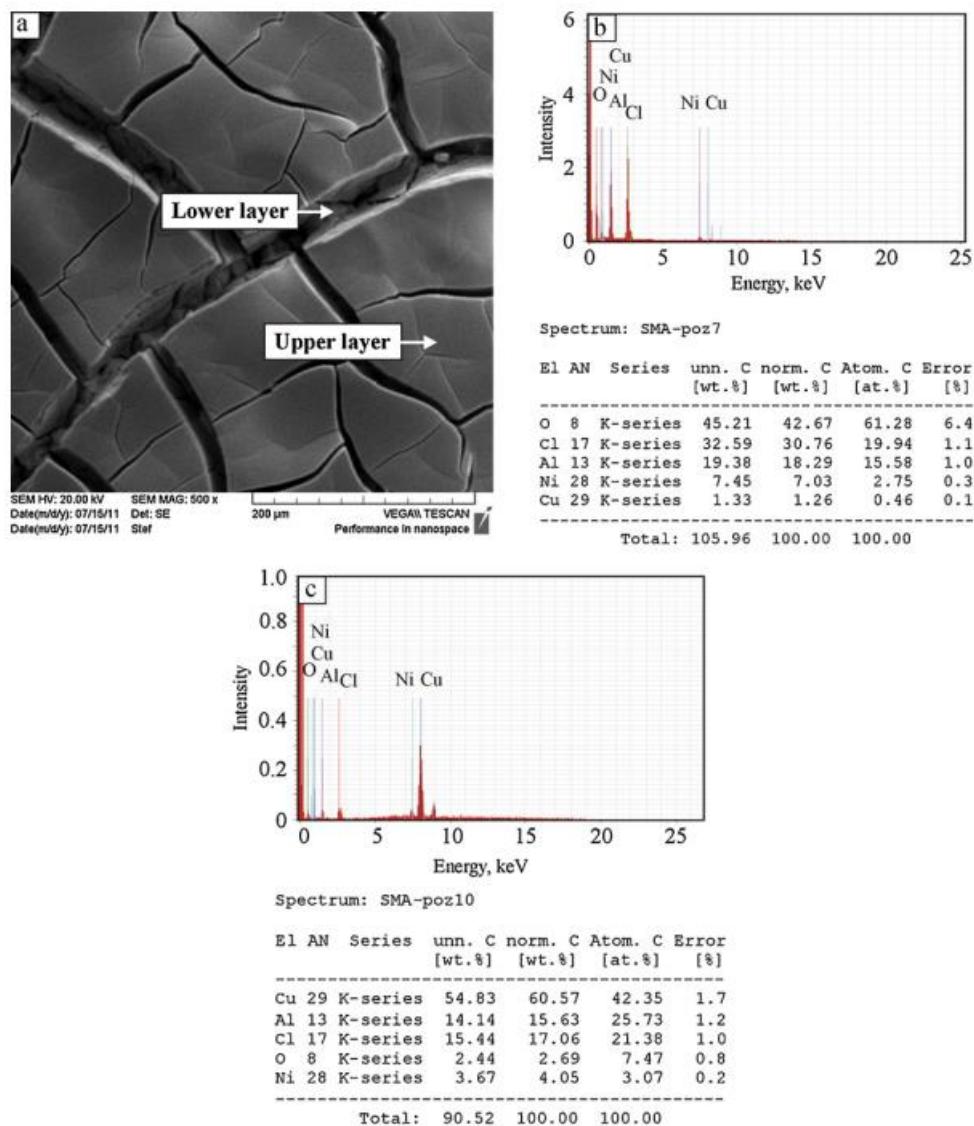 a
Lower layer
Upper layer
SEM HV: 20.00 kV SEM MAG: 500 x
Date(m/d/y): 07/15/11 Det: SE 200 µm VEGA\\ TESCAN
Date(m/d/y): 07/15/11 Stef Performance in nanospace
b
6
4
2
0
Intensity
Cu
Ni
O Al Cl Ni Cu
0 5 10 15 20 25
Energy, keV
Spectrum: SMA-poz7
El AN Series unn. C norm. C Atom. C Error
[wt.%] [wt.%] [at.%] [%]
O 8 K-series 45.21 42.67 61.28 6.4
Cl 17 K-series 32.59 30.76 19.94 1.1
Al 13 K-series 19.38 18.29 15.58 1.0
Ni 28 K-series 7.45 7.03 2.75 0.3
Cu 29 K-series 1.33 1.26 0.46 0.1
Total: 105.96 100.00 100.00
c
1.0
0.8
0.6
0.4
0.2
0
Intensity
Ni
Cu
O Al Cl Ni Cu
0 5 10 15 20 25
Energy, keV
Spectrum: SMA-poz10
El AN Series unn. C norm. C Atom. C Error
[wt.%] [wt.%] [at.%] [%]
Cu 29 K-series 54.83 60.57 42.35 1.7
Al 13 K-series 14.14 15.63 25.73 1.2
Cl 17 K-series 15.44 17.06 21.38 1.0
O 8 K-series 2.44 2.69 7.47 0.8
Ni 28 K-series 3.67 4.05 3.07 0.2
Total: 90.52 100.00 100.00